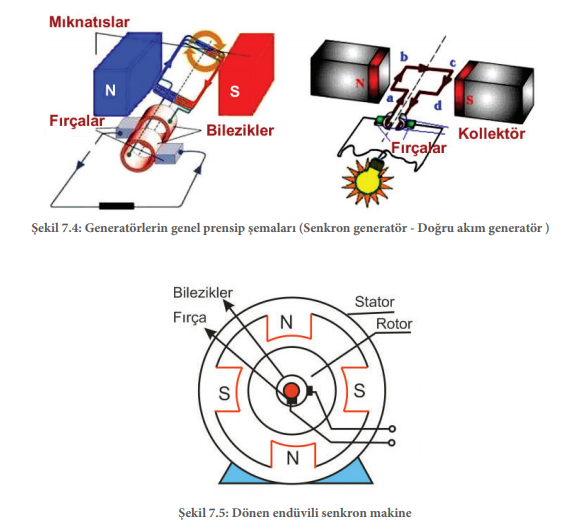 Mıknatıslar
N
S
Fırçalar
Bilezikler
b
c
N
a
d
S
Kollektör
Fırçalar
Şekil 7.4: Generatörlerin genel prensip şemaları (Senkron generatör - Doğru akım generatör )
Bilezikler
Fırça
Stator
Rotor
N
S
S
N
Şekil 7.5: Dönen endüvili senkron makine